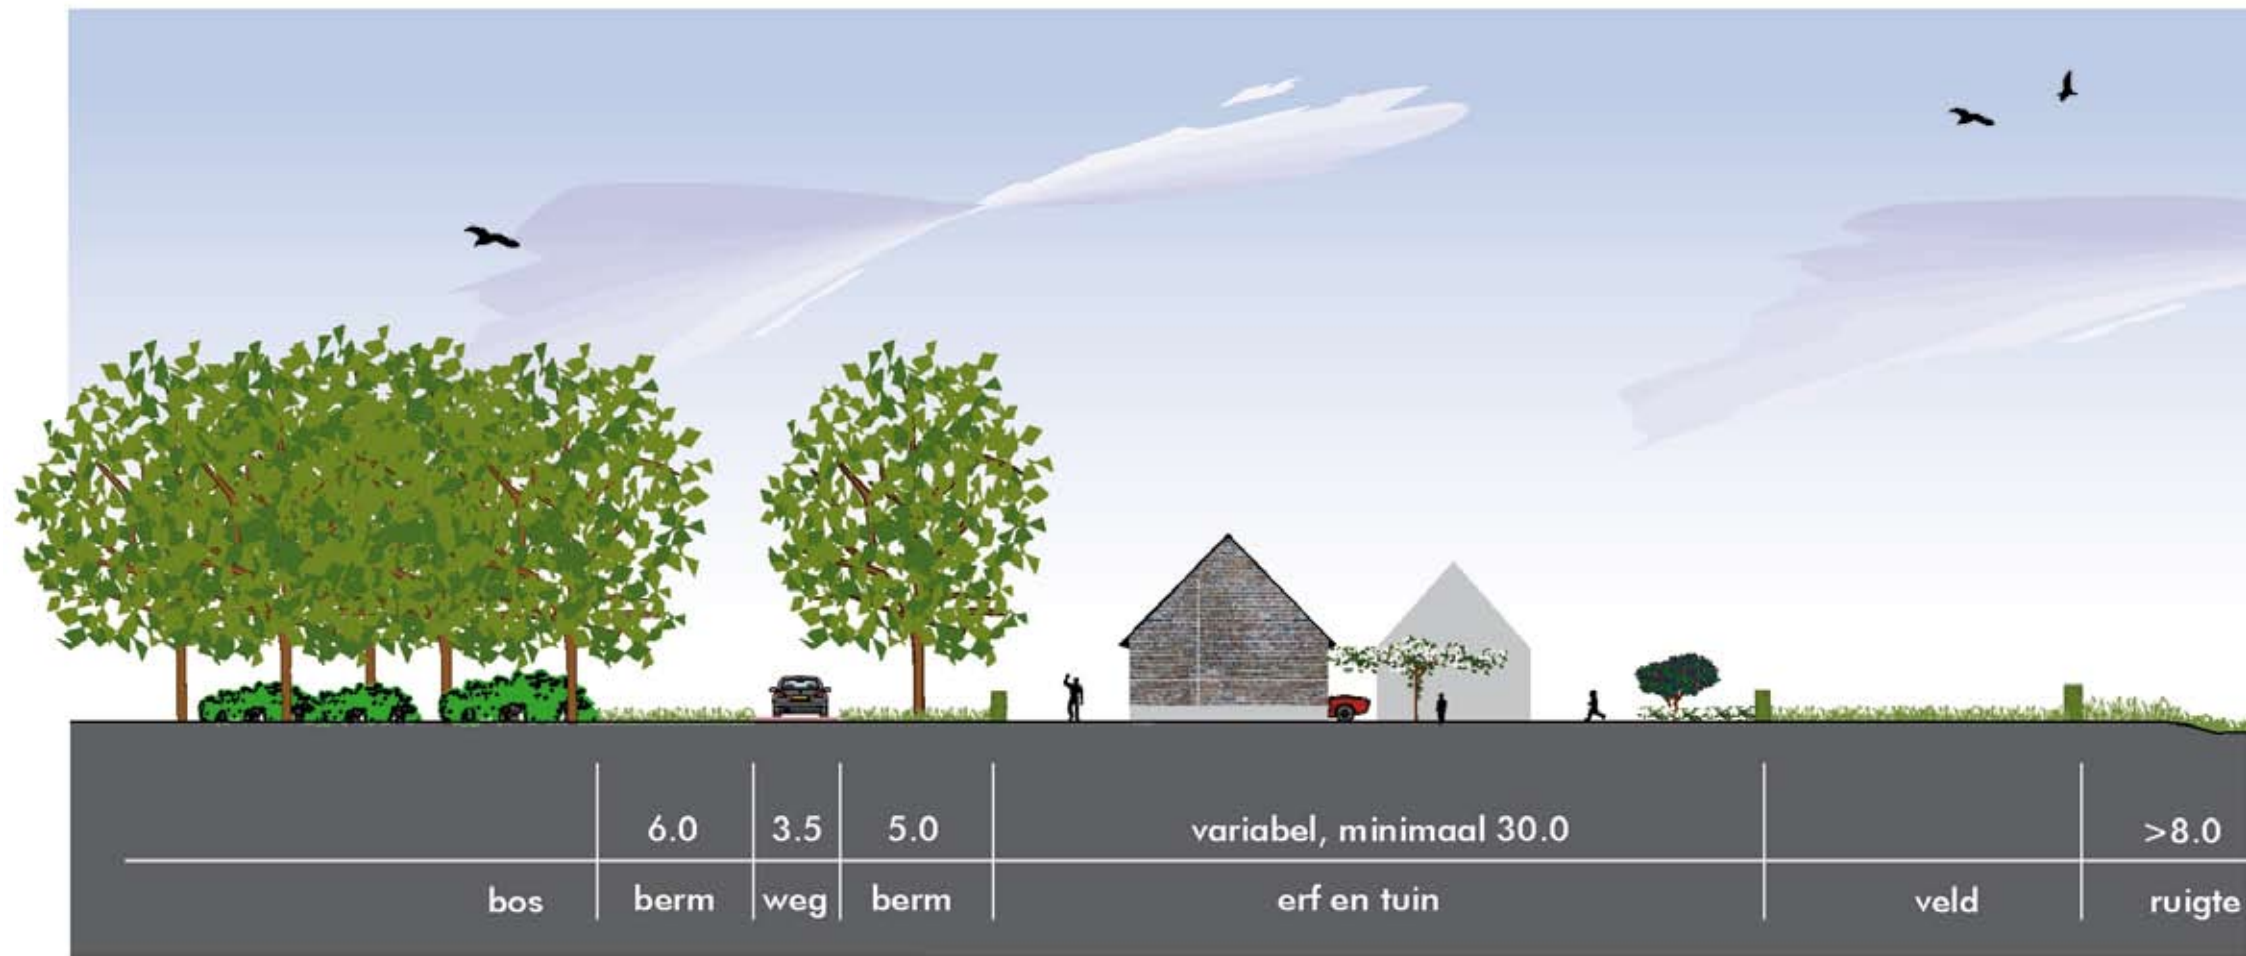 6.0 3.5 5.0 variabel, minimaal 30.0 >8.0
bos berm weg berm erf en tuin veld ruigte